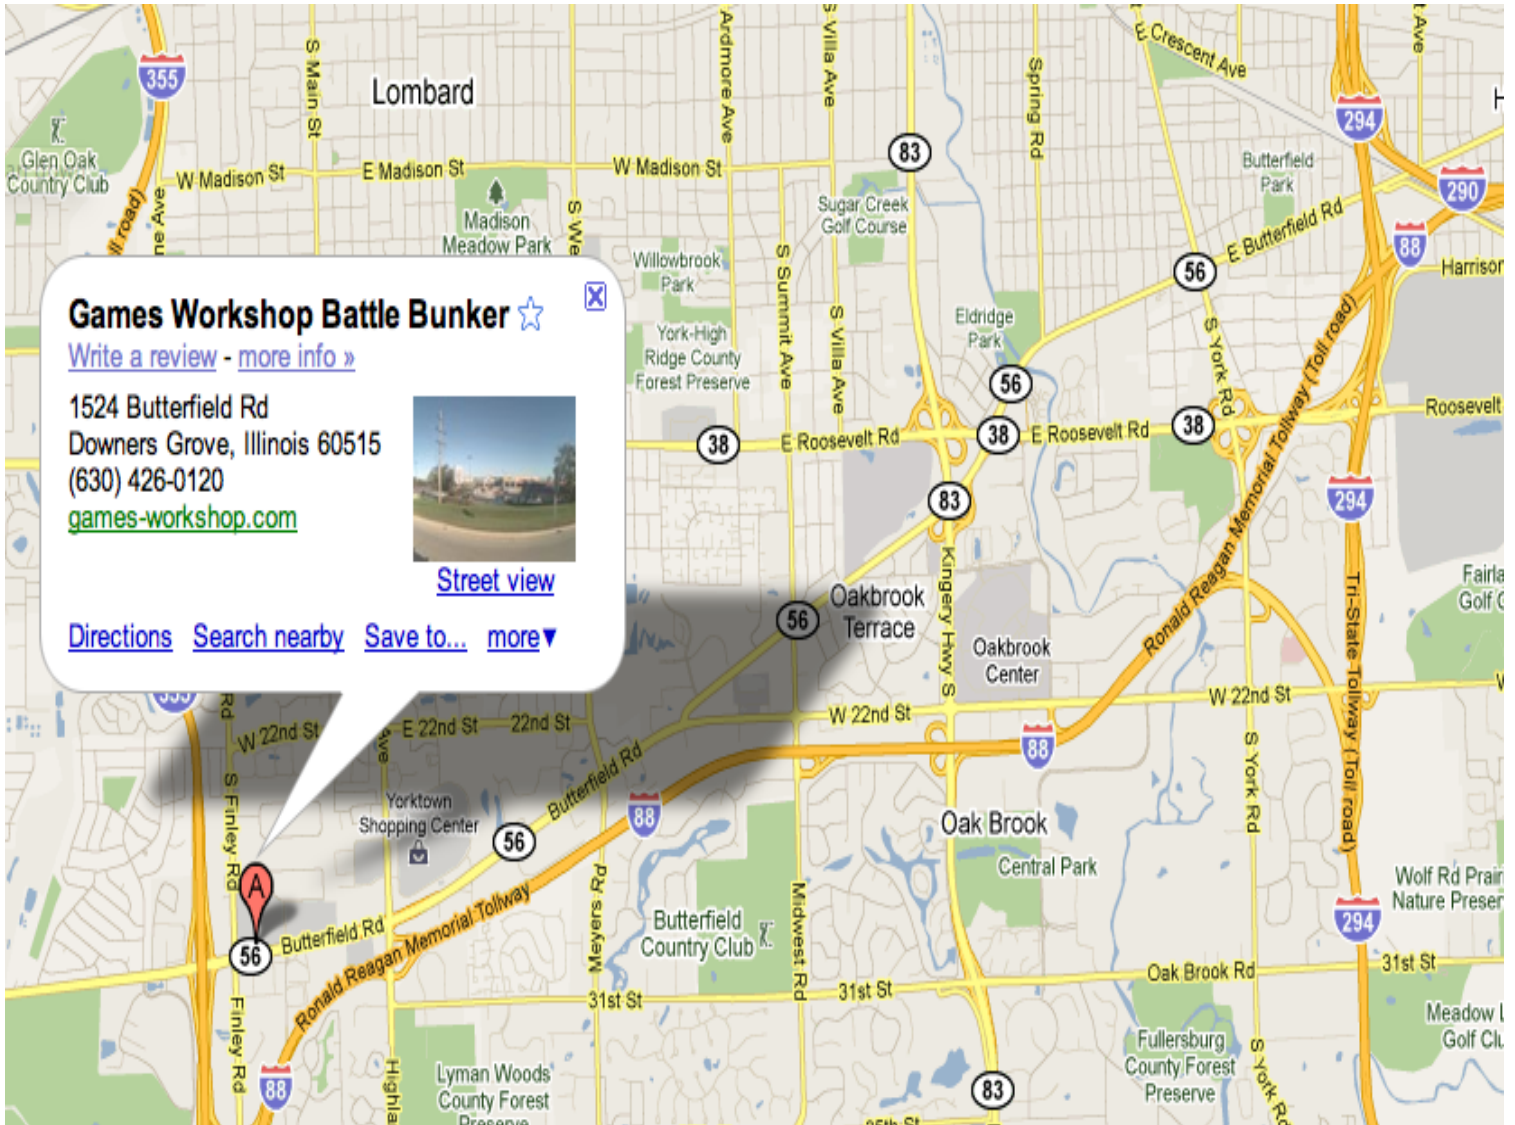 355
S Main St
Lombard
Ardmore Ave
S Villa Ave
Spring Rd
E Crescent Ave
Ave
294
Glen Oak
Country Club
W Madison St
E Madison St
W Madison St
83
Madison
Meadow Park
Sugar Creek
Golf Course
Butterfield
Park
290
E Butterfield Rd
88
Harrison
56
Willowbrook
Park
S Summit Ave
S Villa Ave
Eldridge
Park
S York Rd
York-High
Ridge County
Forest Preserve
56
Games Workshop Battle Bunker
Write a review - more info »
1524 Butterfield Rd
Downers Grove, Illinois 60515
(630) 426-0120
games-workshop.com
Street view
Directions Search nearby Save to... more▼
38
E Roosevelt Rd
38
E Roosevelt Rd
38
Roosevelt
83
294
Kingery Hwy S
Ronald Reagan Memorial Tollway (Toll road)
Tri-State Tollway (Toll road)
56
Oakbrook
Terrace
Oakbrook
Center
Fairla
Golf C
355
Rd
W 22nd St
Ave
E 22nd St
22nd St
W 22nd St
W 22nd St
88
S York Rd
S Finley Rd
Yorktown
Shopping Center
Butterfield Rd
88
56
Oak Brook
Central Park
A
Butterfield Rd
56
Ronald Reagan Memorial Tollway
Meyers Rd
Butterfield
Country Club
Midwest Rd
Wolf Rd Prair
Nature Preser
294
31st St
31st St
Oak Brook Rd
31st St
Finley Rd
88
Highla
Lyman Woods
County Forest
Preserve
83
Fullersburg
County Forest
Preserve
S York Rd
Meadow L
Golf Clu